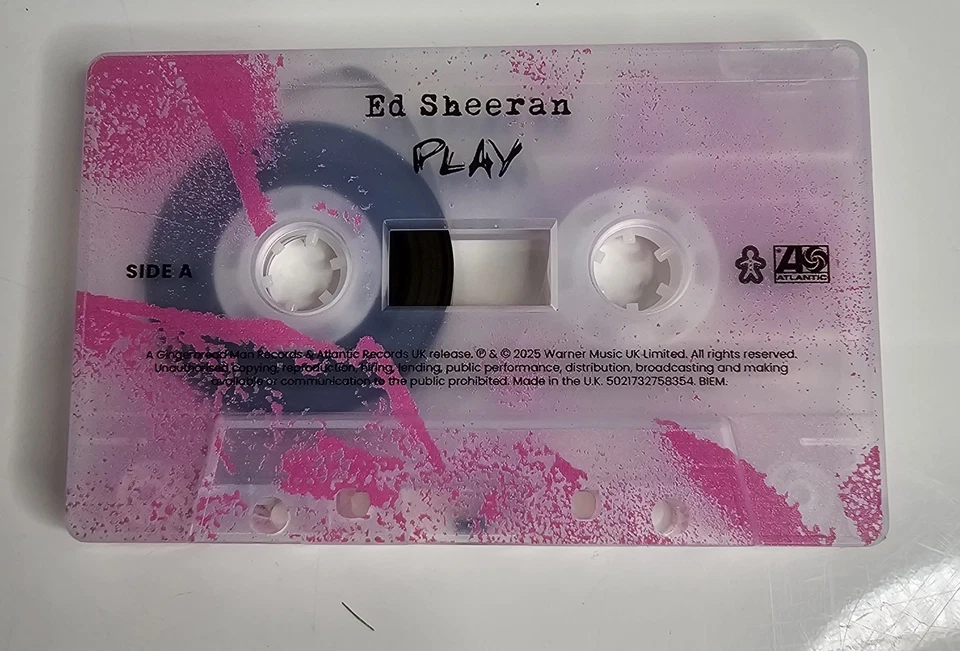 Ed Sheeran
PLAY
SIDE A
ATLANTIC
A Gingerbread Man Records & Atlantic Records UK release. ℗ & © 2025 Warner Music UK Limited. All rights reserved.
Unauthorised copying, reproduction, hiring, lending, public performance, distribution, broadcasting and making
available or communication to the public prohibited. Made in the U.K. 5021732758354. BIEM.